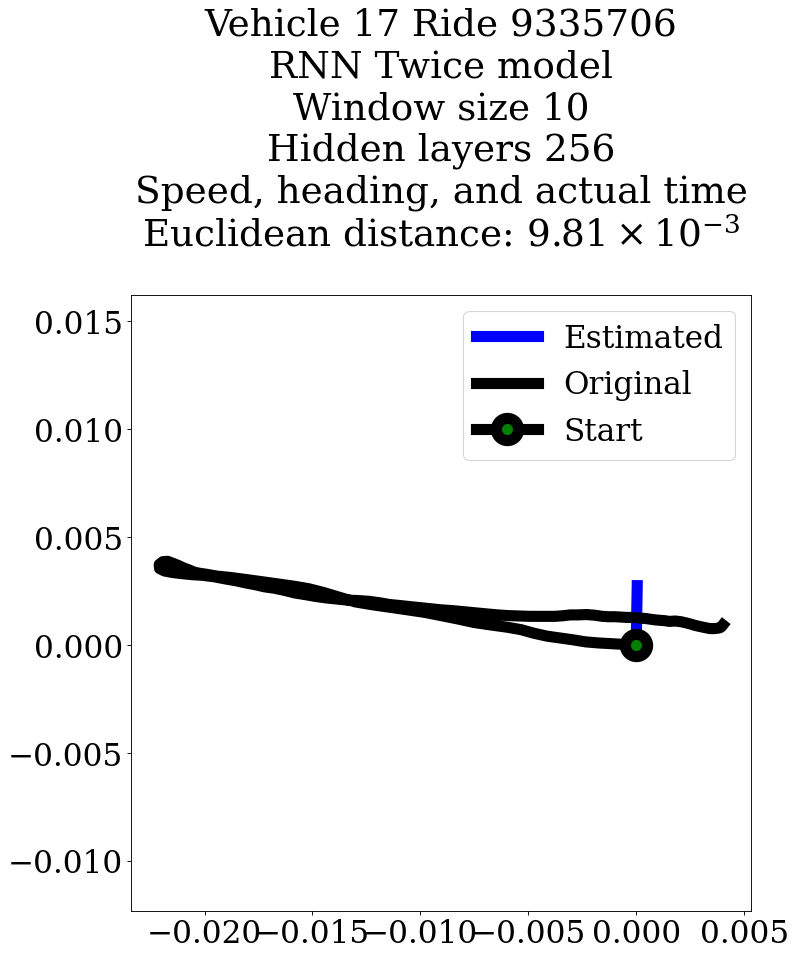 Vehicle 17 Ride 9335706
RNN Twice model
Window size 10
Hidden layers 256
Speed, heading, and actual time
Euclidean distance: 9.81 × 10⁻³
Estimated
Original
Start
0.015
0.010
0.005
0.000
−0.005
−0.010
−0.020 −0.015 −0.010 −0.005 0.000 0.005